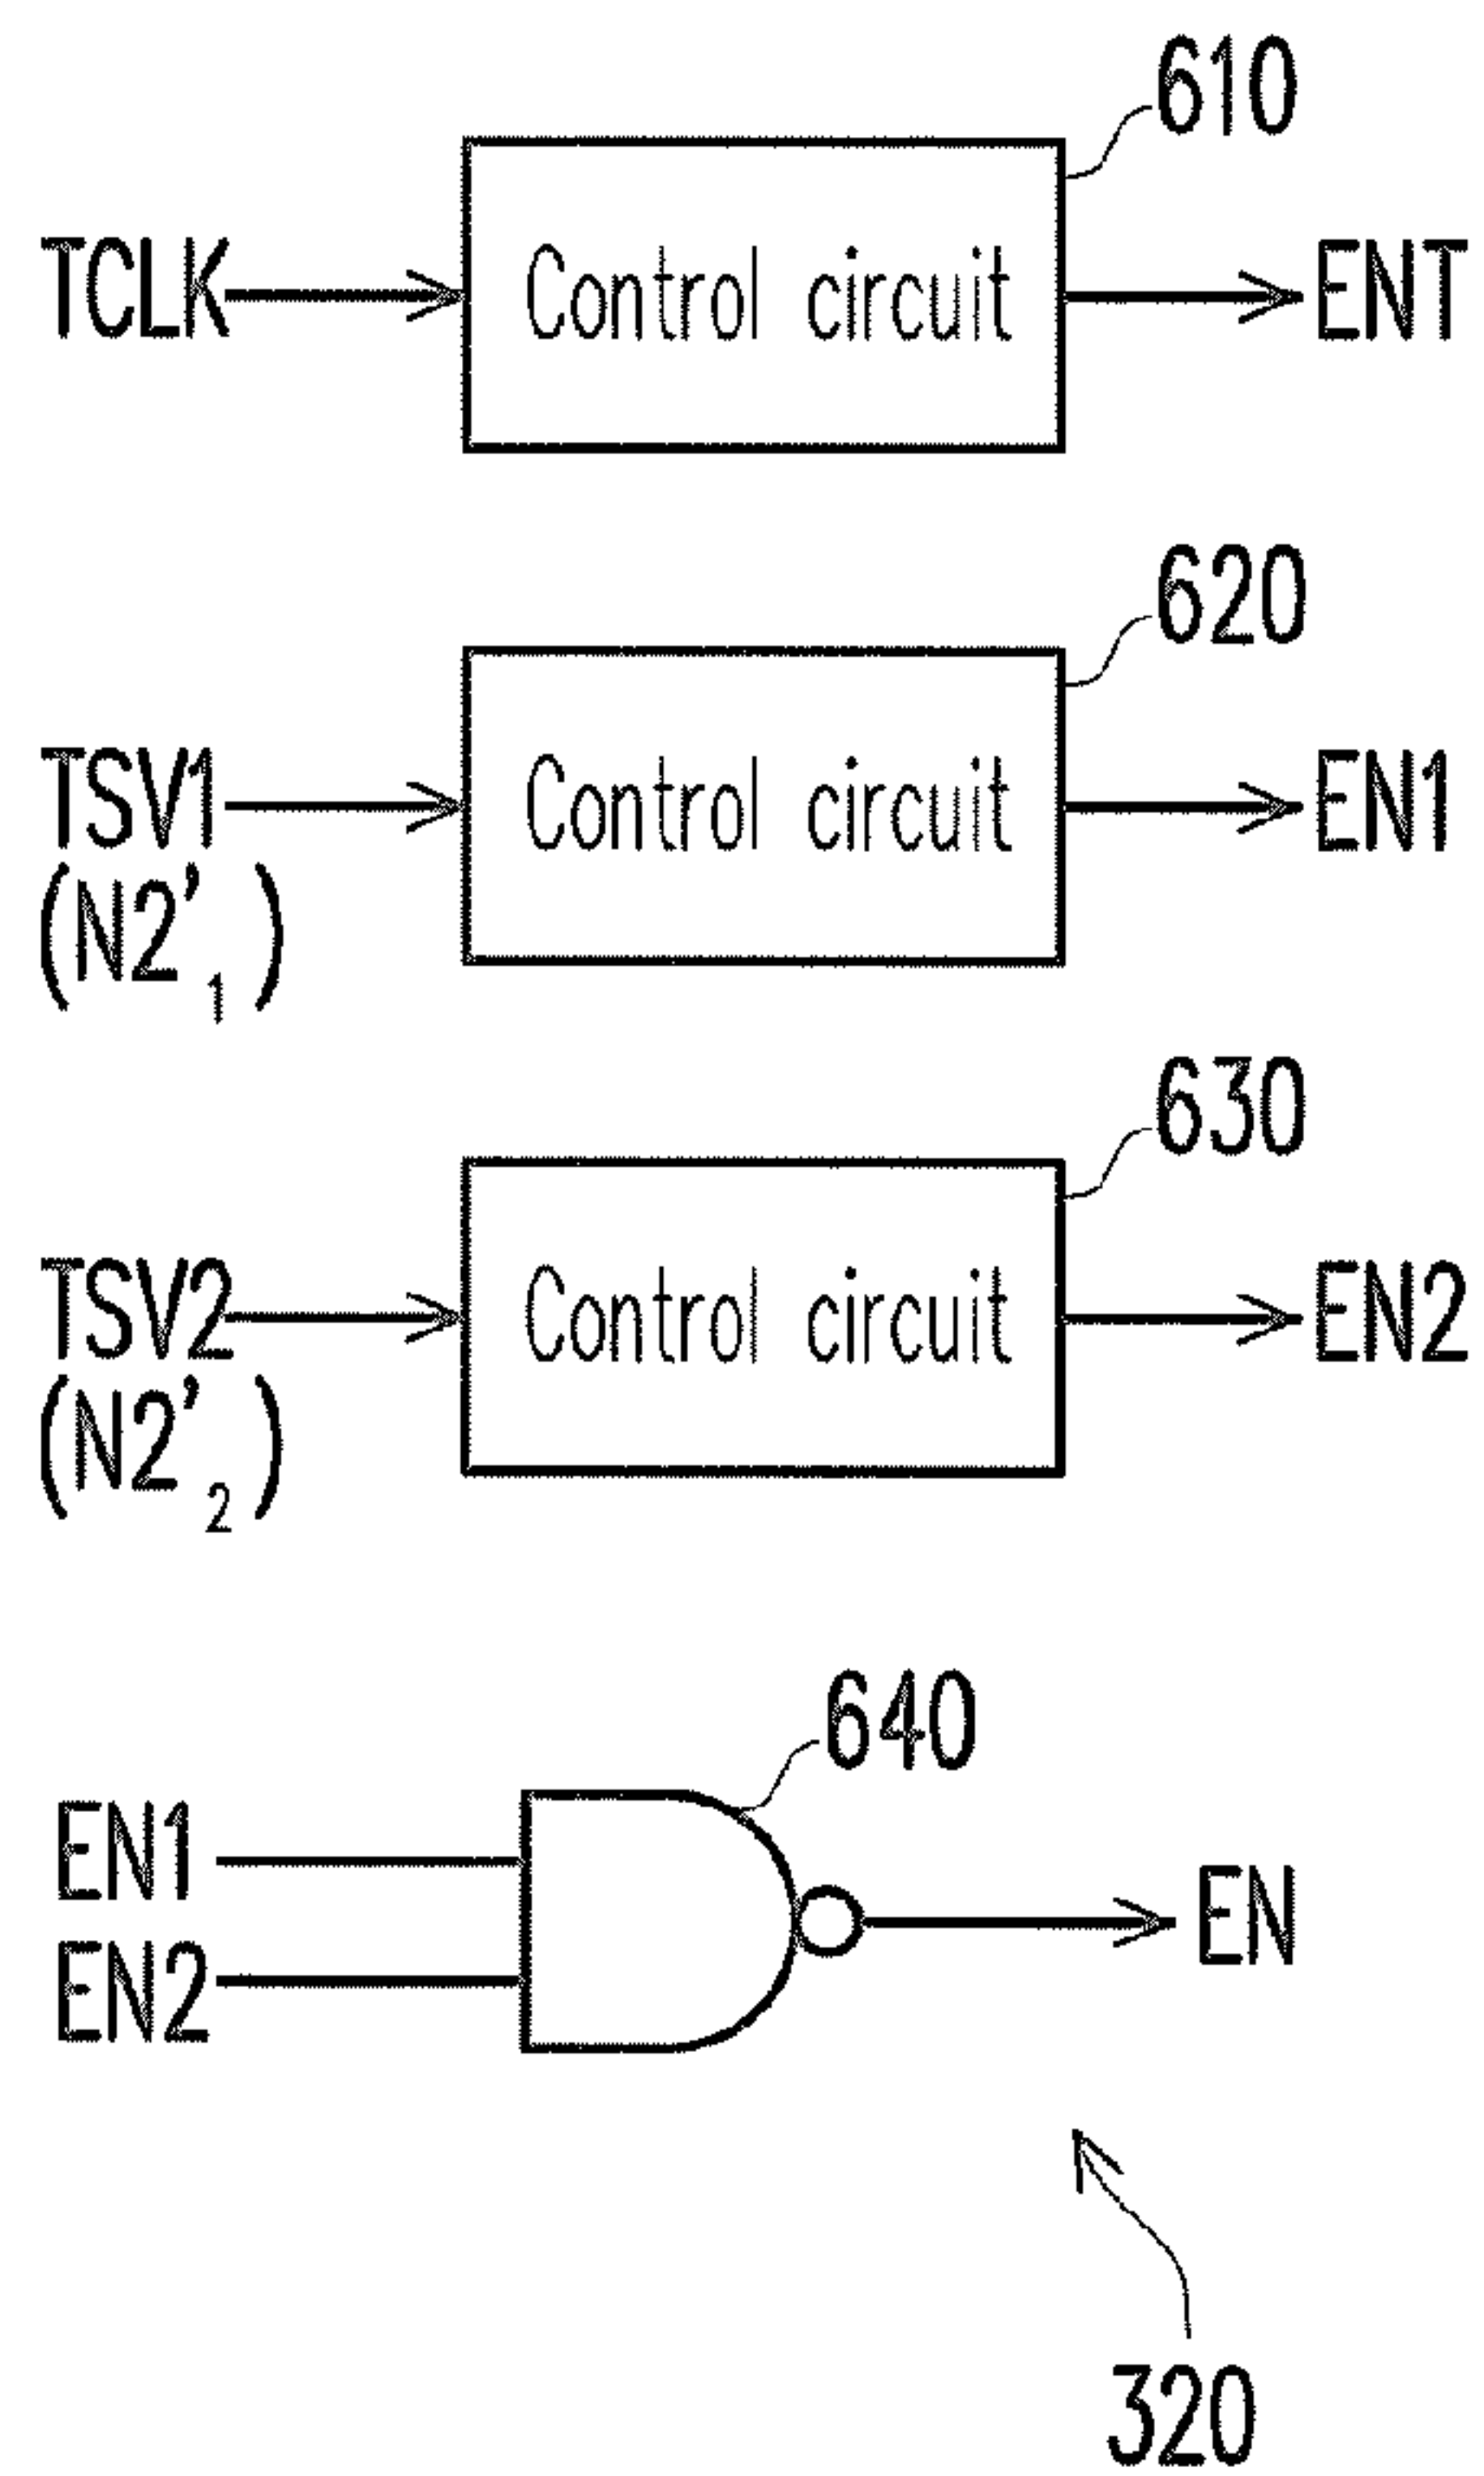 610
TCLK Control circuit ENT
620
TSV1 Control circuit EN1
(N2'1)
630
TSV2 Control circuit EN2
(N2'2)
640
EN1
EN
EN2
320